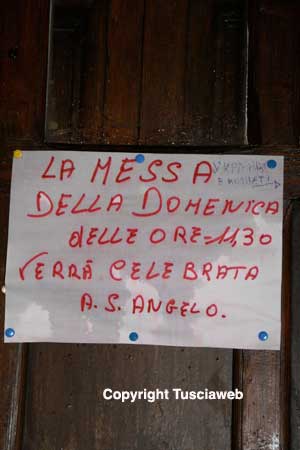 LA MESSA
DELLA DOMENICA
dELLE ORE=11,30
VERRÀ CELEBRATA
A. S. ANGELO.
Copyright Tusciaweb